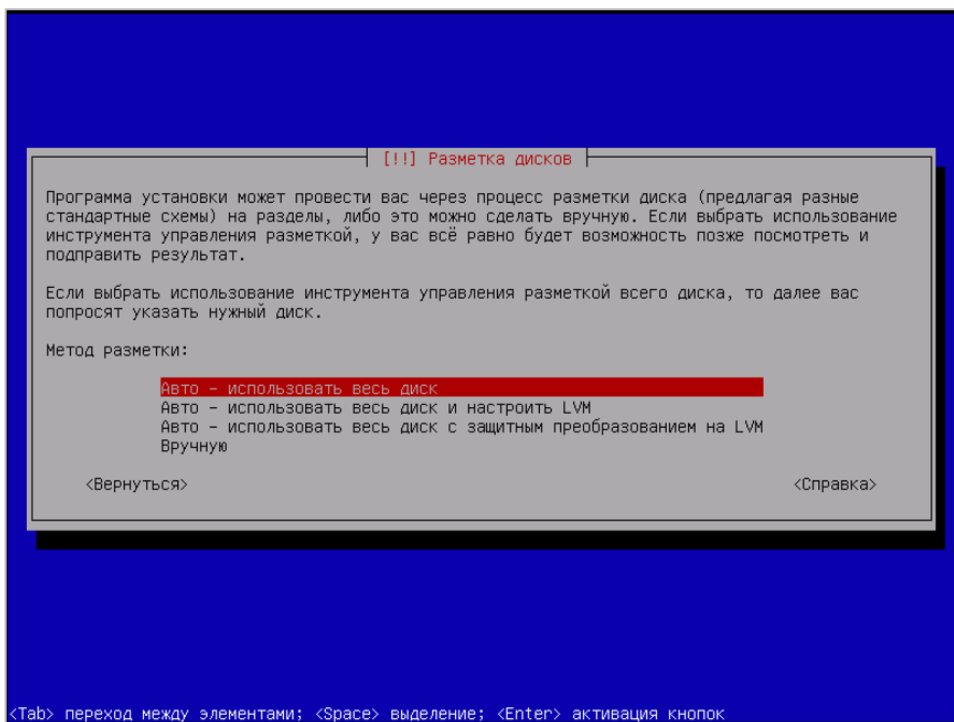 [!!] Разметка дисков
Программа установки может провести вас через процесс разметки диска (предлагая разные
стандартные схемы) на разделы, либо это можно сделать вручную. Если выбрать использование
инструмента управления разметкой, у вас всё равно будет возможность позже посмотреть и
подправить результат.
Если выбрать использование инструмента управления разметкой всего диска, то далее вас
попросят указать нужный диск.
Метод разметки:
Авто – использовать весь диск
Авто – использовать весь диск и настроить LVM
Авто – использовать весь диск с защитным преобразованием на LVM
Вручную
<Вернуться> <Справка>
<Tab> переход между элементами; <Space> выделение; <Enter> активация кнопок